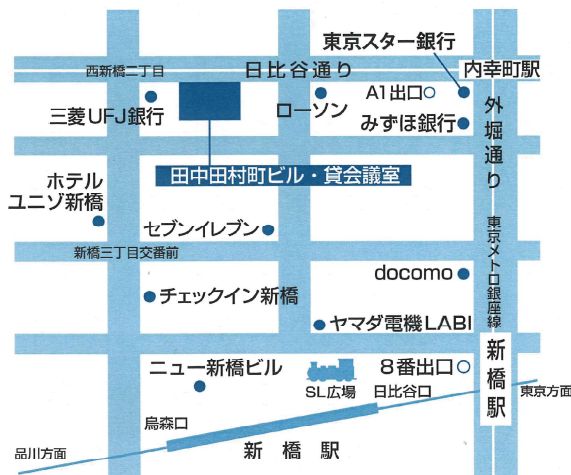 東京スター銀行
西新橋二丁目
日比谷通り
内幸町駅
三菱UFJ銀行
ローソン
A1出口
みずほ銀行
外堀通り
田中田村町ビル・貸会議室
ホテル
ユニゾ新橋
セブンイレブン
新橋三丁目交番前
東京メトロ銀座線
docomo
チェックイン新橋
ヤマダ電機LABI
新橋駅
ニュー新橋ビル
8番出口
SL広場
日比谷口
東京方面
烏森口
品川方面
新橋駅